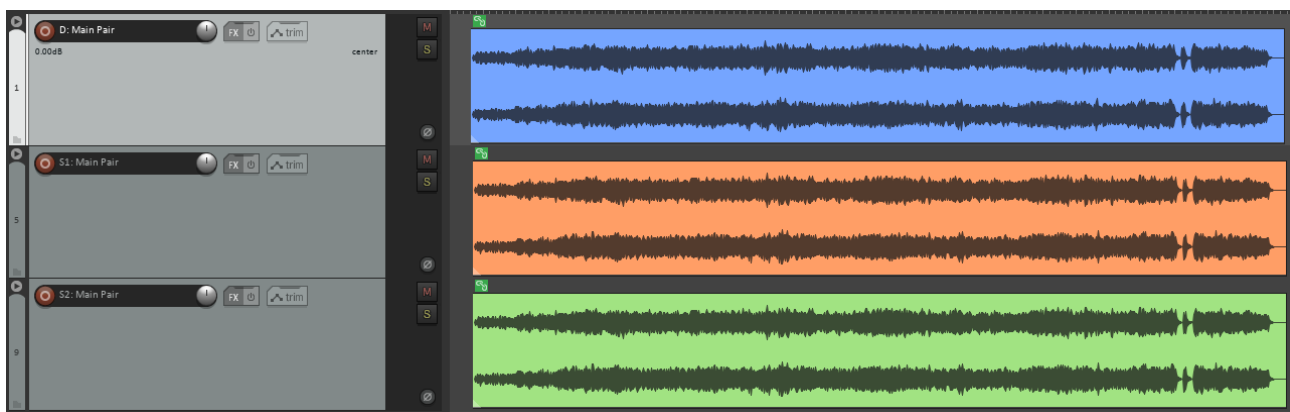 D: Main Pair
FX
trim
M
0.00dB
center
S
1
Ø
S1: Main Pair
FX
trim
M
S
5
Ø
S2: Main Pair
FX
trim
M
S
9
Ø